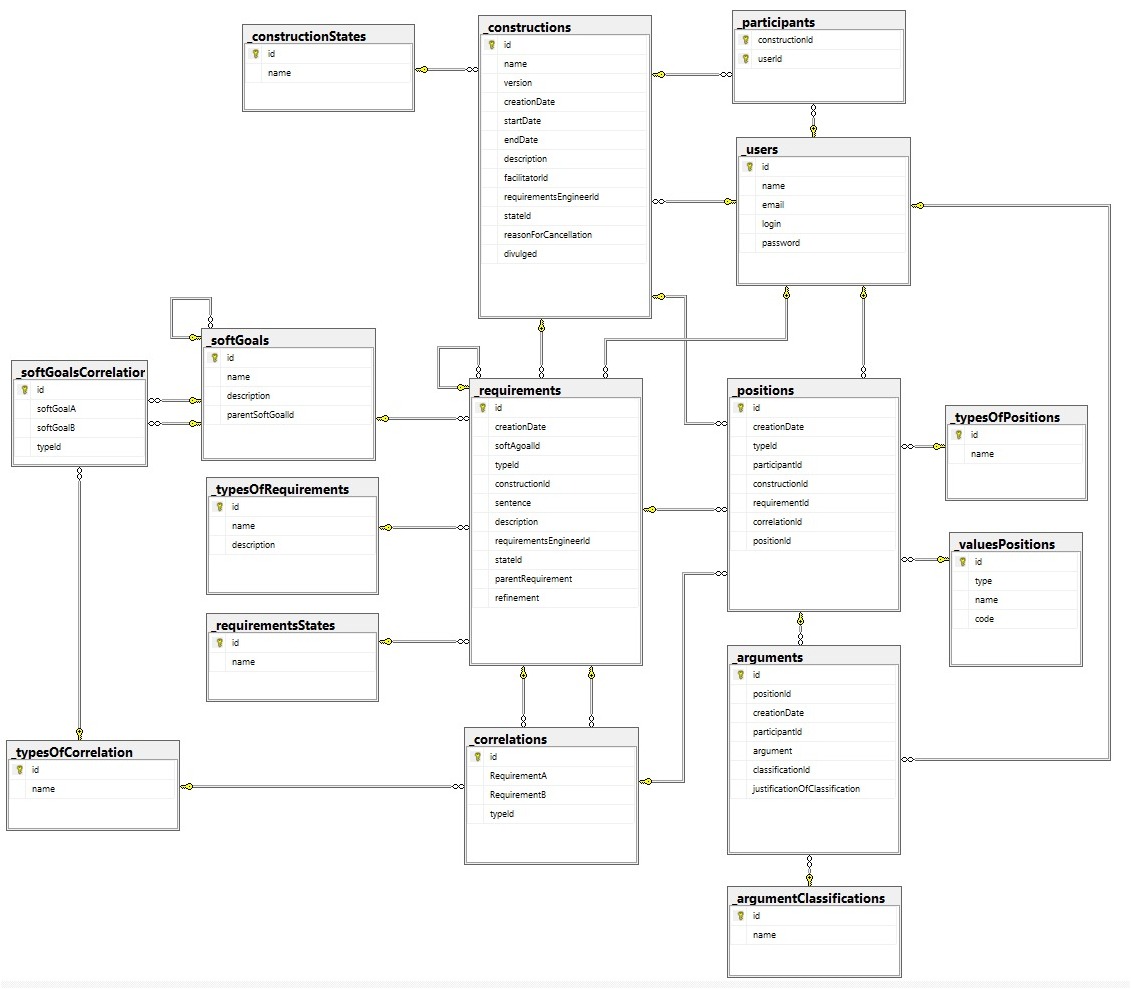 _constructionStates
id
name
_constructions
id
name
version
creationDate
startDate
endDate
description
facilitatorId
requirementsEngineerId
stateId
reasonForCancellation
divulged
_participants
constructionId
userId
_users
id
name
email
login
password
_softGoals
id
name
description
parentSoftGoalId
_softGoalsCorrelation
id
softGoalA
softGoalB
typeId
_requirements
id
creationDate
softAgoalId
typeId
constructionId
sentence
description
requirementsEngineerId
stateId
parentRequirement
refinement
_positions
id
creationDate
typeId
participantId
constructionId
requirementId
correlationId
positionId
_typesOfPositions
id
name
_typesOfRequirements
id
name
description
_valuesPositions
id
type
name
code
_requirementsStates
id
name
_arguments
id
positionId
creationDate
participantId
argument
classificationId
justificationOfClassification
_typesOfCorrelation
id
name
_correlations
id
RequirementA
RequirementB
typeId
_argumentClassifications
id
name